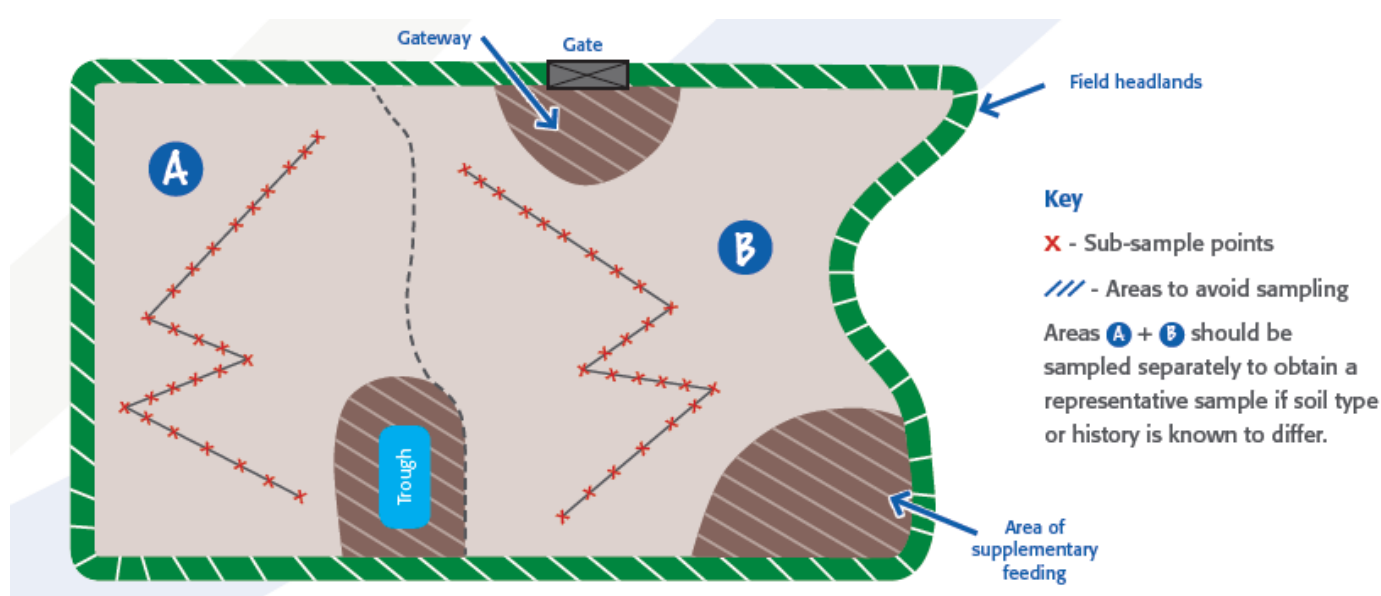 Gateway
Gate
Field headlands
A
B
Trough
Key
X - Sub-sample points
/// - Areas to avoid sampling
Areas A + B should be
sampled separately to obtain a
representative sample if soil type
or history is known to differ.
Area of
supplementary
feeding